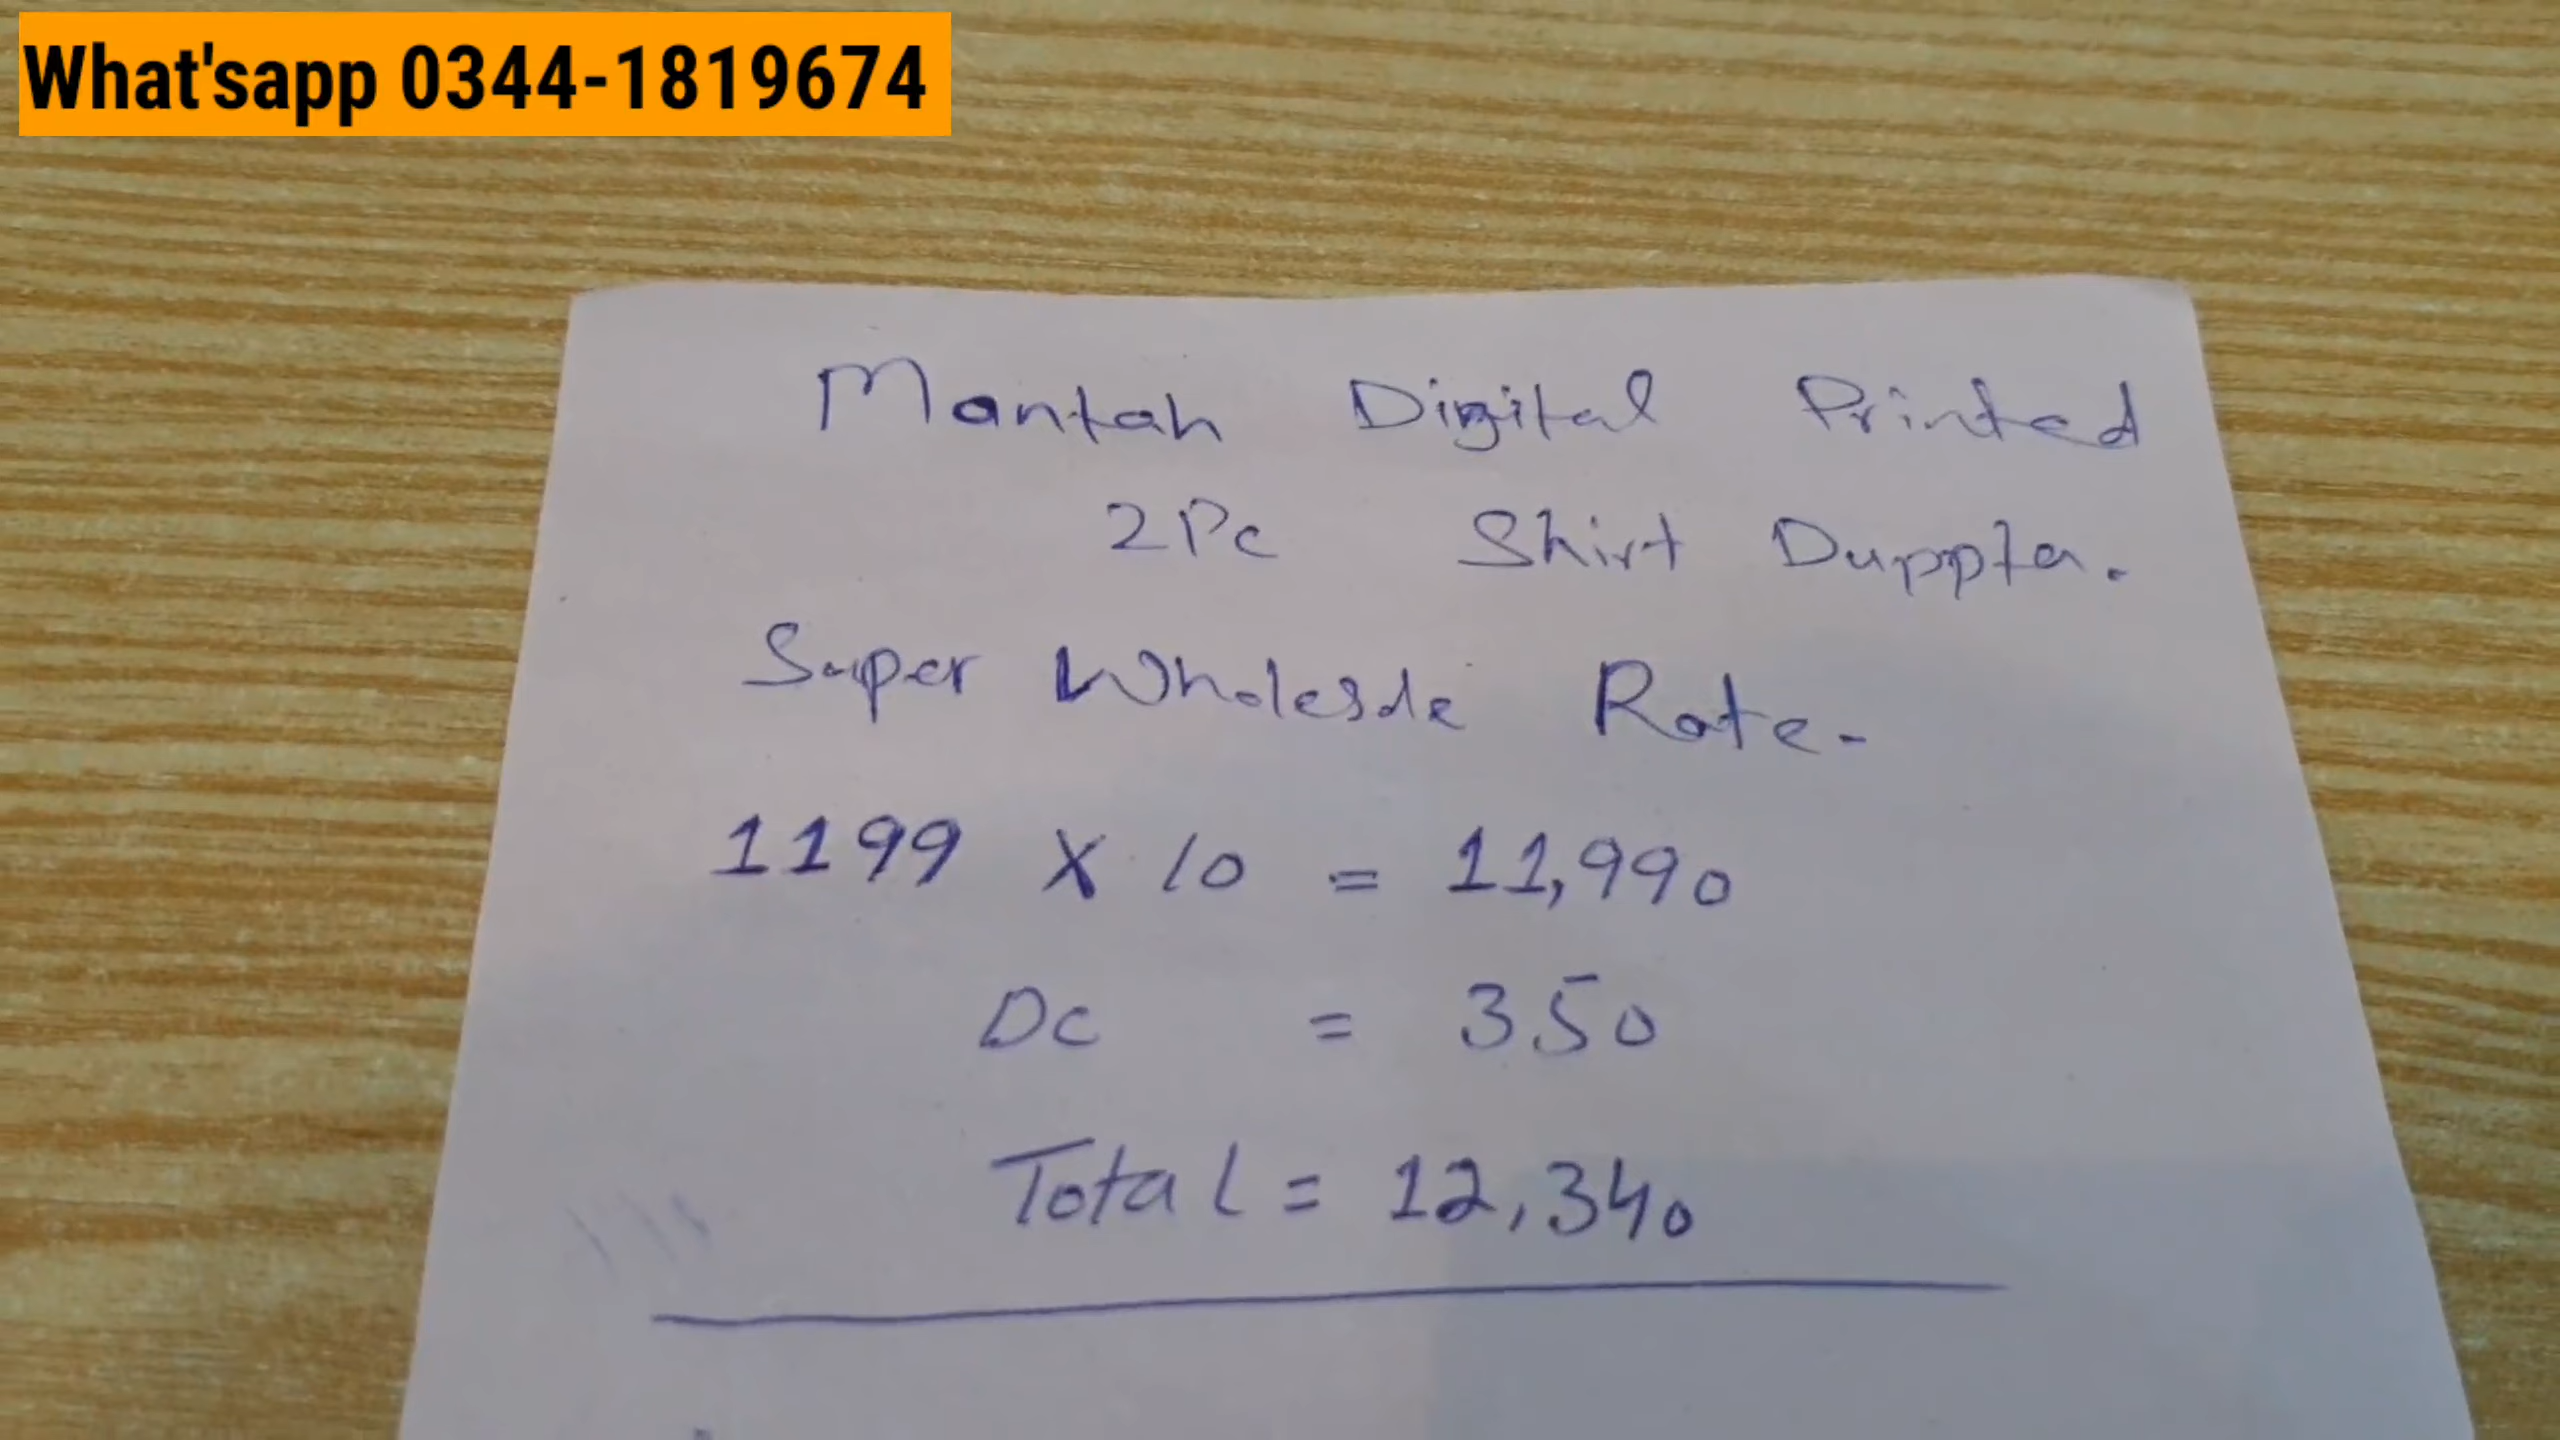 What'sapp 0344-1819674
Mantah Digital Printed
2Pc Shirt Duppta.
Super Wholesale Rate-
1199 X 10 = 11,990
DC = 350
Total = 12,340